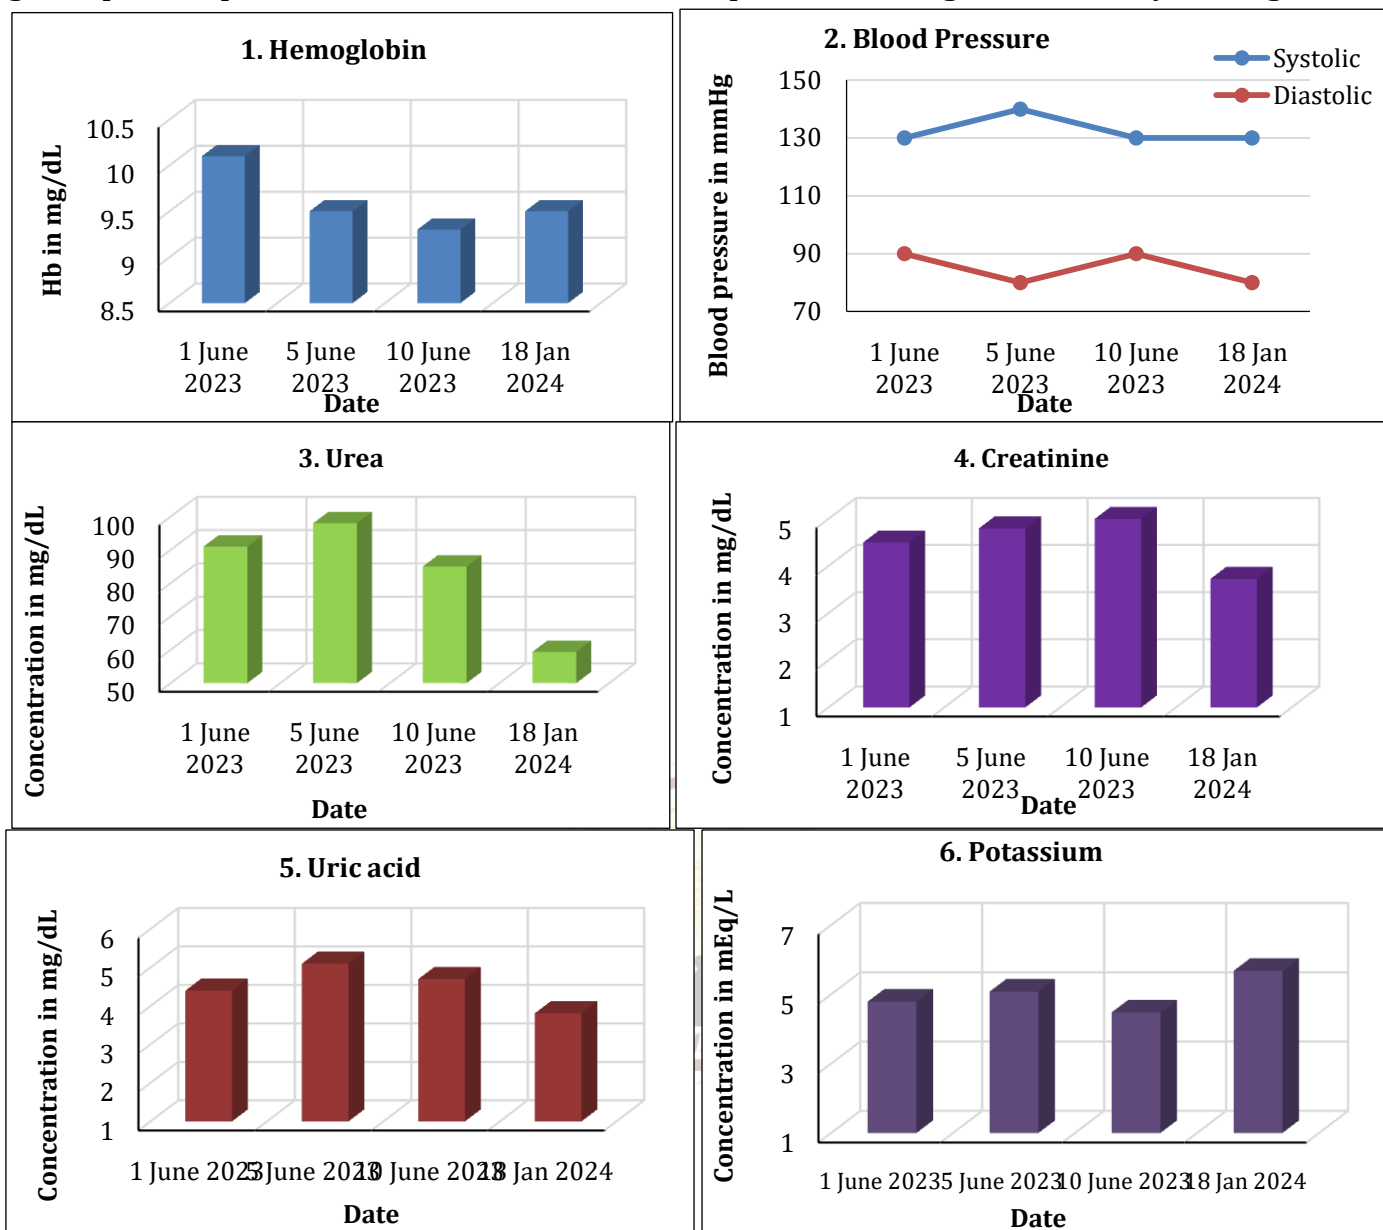 1. Hemoglobin
Hb in mg/dL
10.5
10
9.5
9
8.5
1 June 2023
5 June 2023
10 June 2023
18 Jan 2024
Date
2. Blood Pressure
Systolic
Diastolic
Blood pressure in mmHg
150
130
110
90
70
1 June 2023
5 June 2023
10 June 2023
18 Jan 2024
Date
3. Urea
Concentration in mg/dL
100
90
80
70
60
50
1 June 2023
5 June 2023
10 June 2023
18 Jan 2024
Date
4. Creatinine
Concentration in mg/dL
5
4
3
2
1
1 June 2023
5 June 2023
10 June 2023
18 Jan 2024
Date
5. Uric acid
Concentration in mg/dL
6
5
4
3
2
1
1 June 2023
5 June 2023
10 June 2023
18 Jan 2024
Date
6. Potassium
Concentration in mEq/L
7
5
3
1
1 June 2023
5 June 2023
10 June 2023
18 Jan 2024
Date